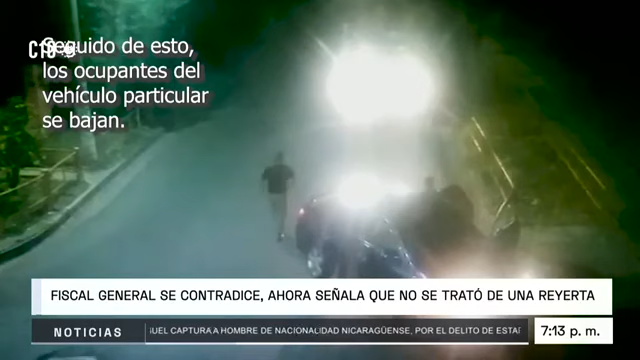 Seguido de esto,
los ocupantes del
vehículo particular
se bajan.
FISCAL GENERAL SE CONTRADICE, AHORA SEÑALA QUE NO SE TRATÓ DE UNA REYERTA
NOTICIAS
UEL CAPTURA A HOMBRE DE NACIONALIDAD NICARAGÜENSE, POR EL DELITO DE
7:13 p. m.